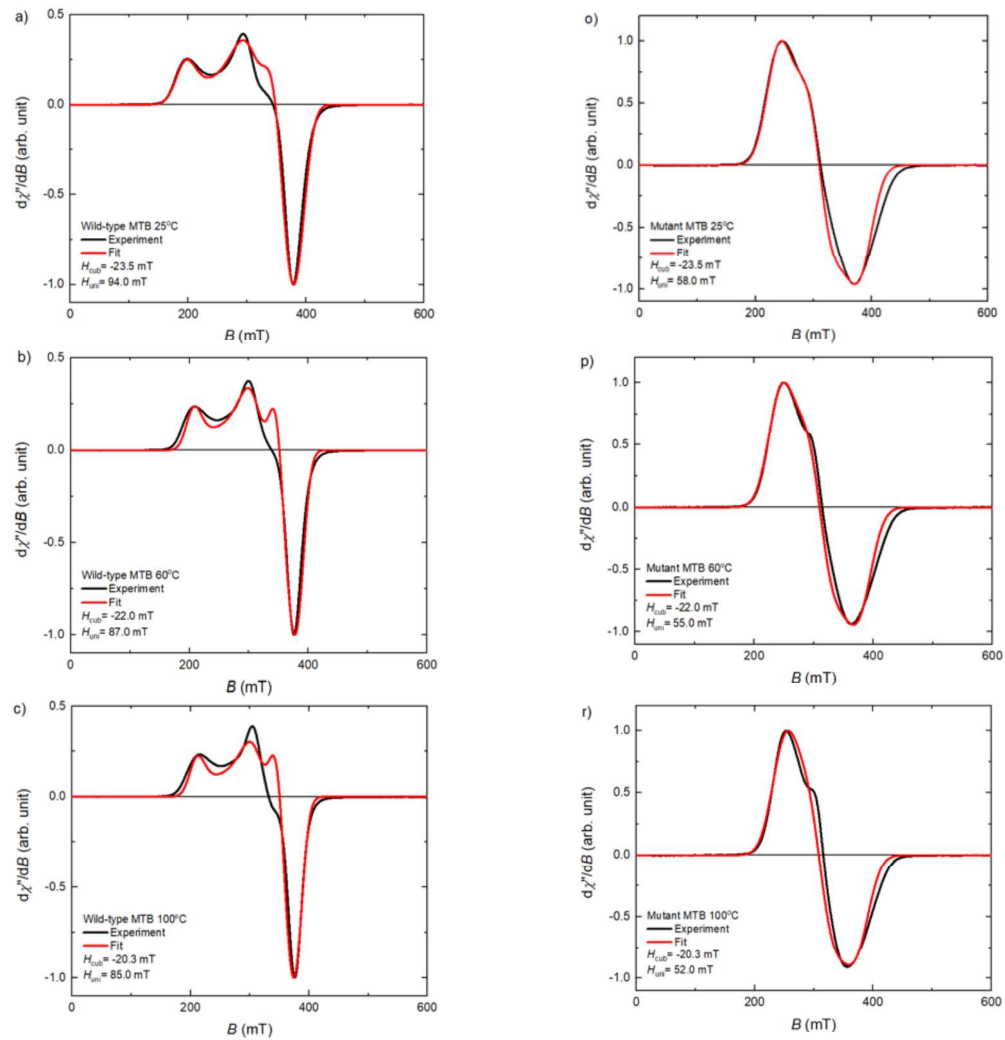 a)
0.5
0.0
-0.5
-1.0
dχ"/dB (arb. unit)
Wild-type MTB 25°C
Experiment
Fit
Hcub= -23.5 mT
Huni= 94.0 mT
0 200 400 600
B (mT)
b)
0.5
0.0
-0.5
-1.0
dχ"/dB (arb. unit)
Wild-type MTB 60°C
Experiment
Fit
Hcub= -22.0 mT
Huni= 87.0 mT
0 200 400 600
B (mT)
c)
0.5
0.0
-0.5
-1.0
dχ"/dB (arb. unit)
Wild-type MTB 100°C
Experiment
Fit
Hcub= -20.3 mT
Huni= 85.0 mT
0 200 400 600
B (mT)
o)
1.0
0.5
0.0
-0.5
-1.0
dχ"/dB (arb. unit)
Mutant MTB 25°C
Experiment
Fit
Hcub= -23.5 mT
Huni= 58.0 mT
0 200 400 600
B (mT)
p)
1.0
0.5
0.0
-0.5
-1.0
dχ"/dB (arb. unit)
Mutant MTB 60°C
Experiment
Fit
Hcub= -22.0 mT
Huni= 55.0 mT
0 200 400 600
B (mT)
r)
1.0
0.5
0.0
-0.5
-1.0
dχ"/dB (arb. unit)
Mutant MTB 100°C
Experiment
Fit
Hcub= -20.3 mT
Huni= 52.0 mT
0 200 400 600
B (mT)